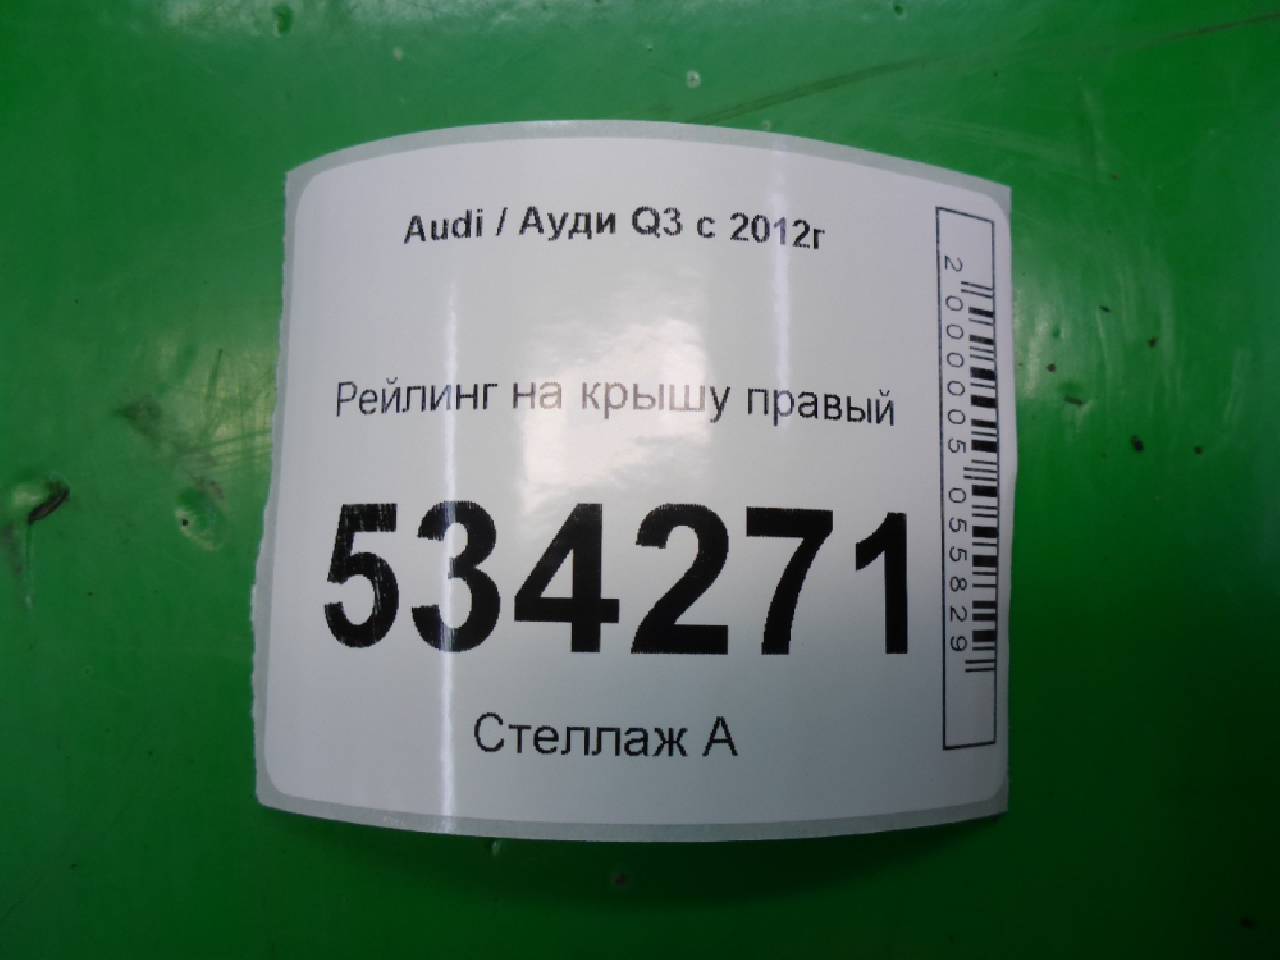 Audi / Ауди Q3 с 2012г
Рейлинг на крышу правый
534271
Стеллаж А
2000005055829